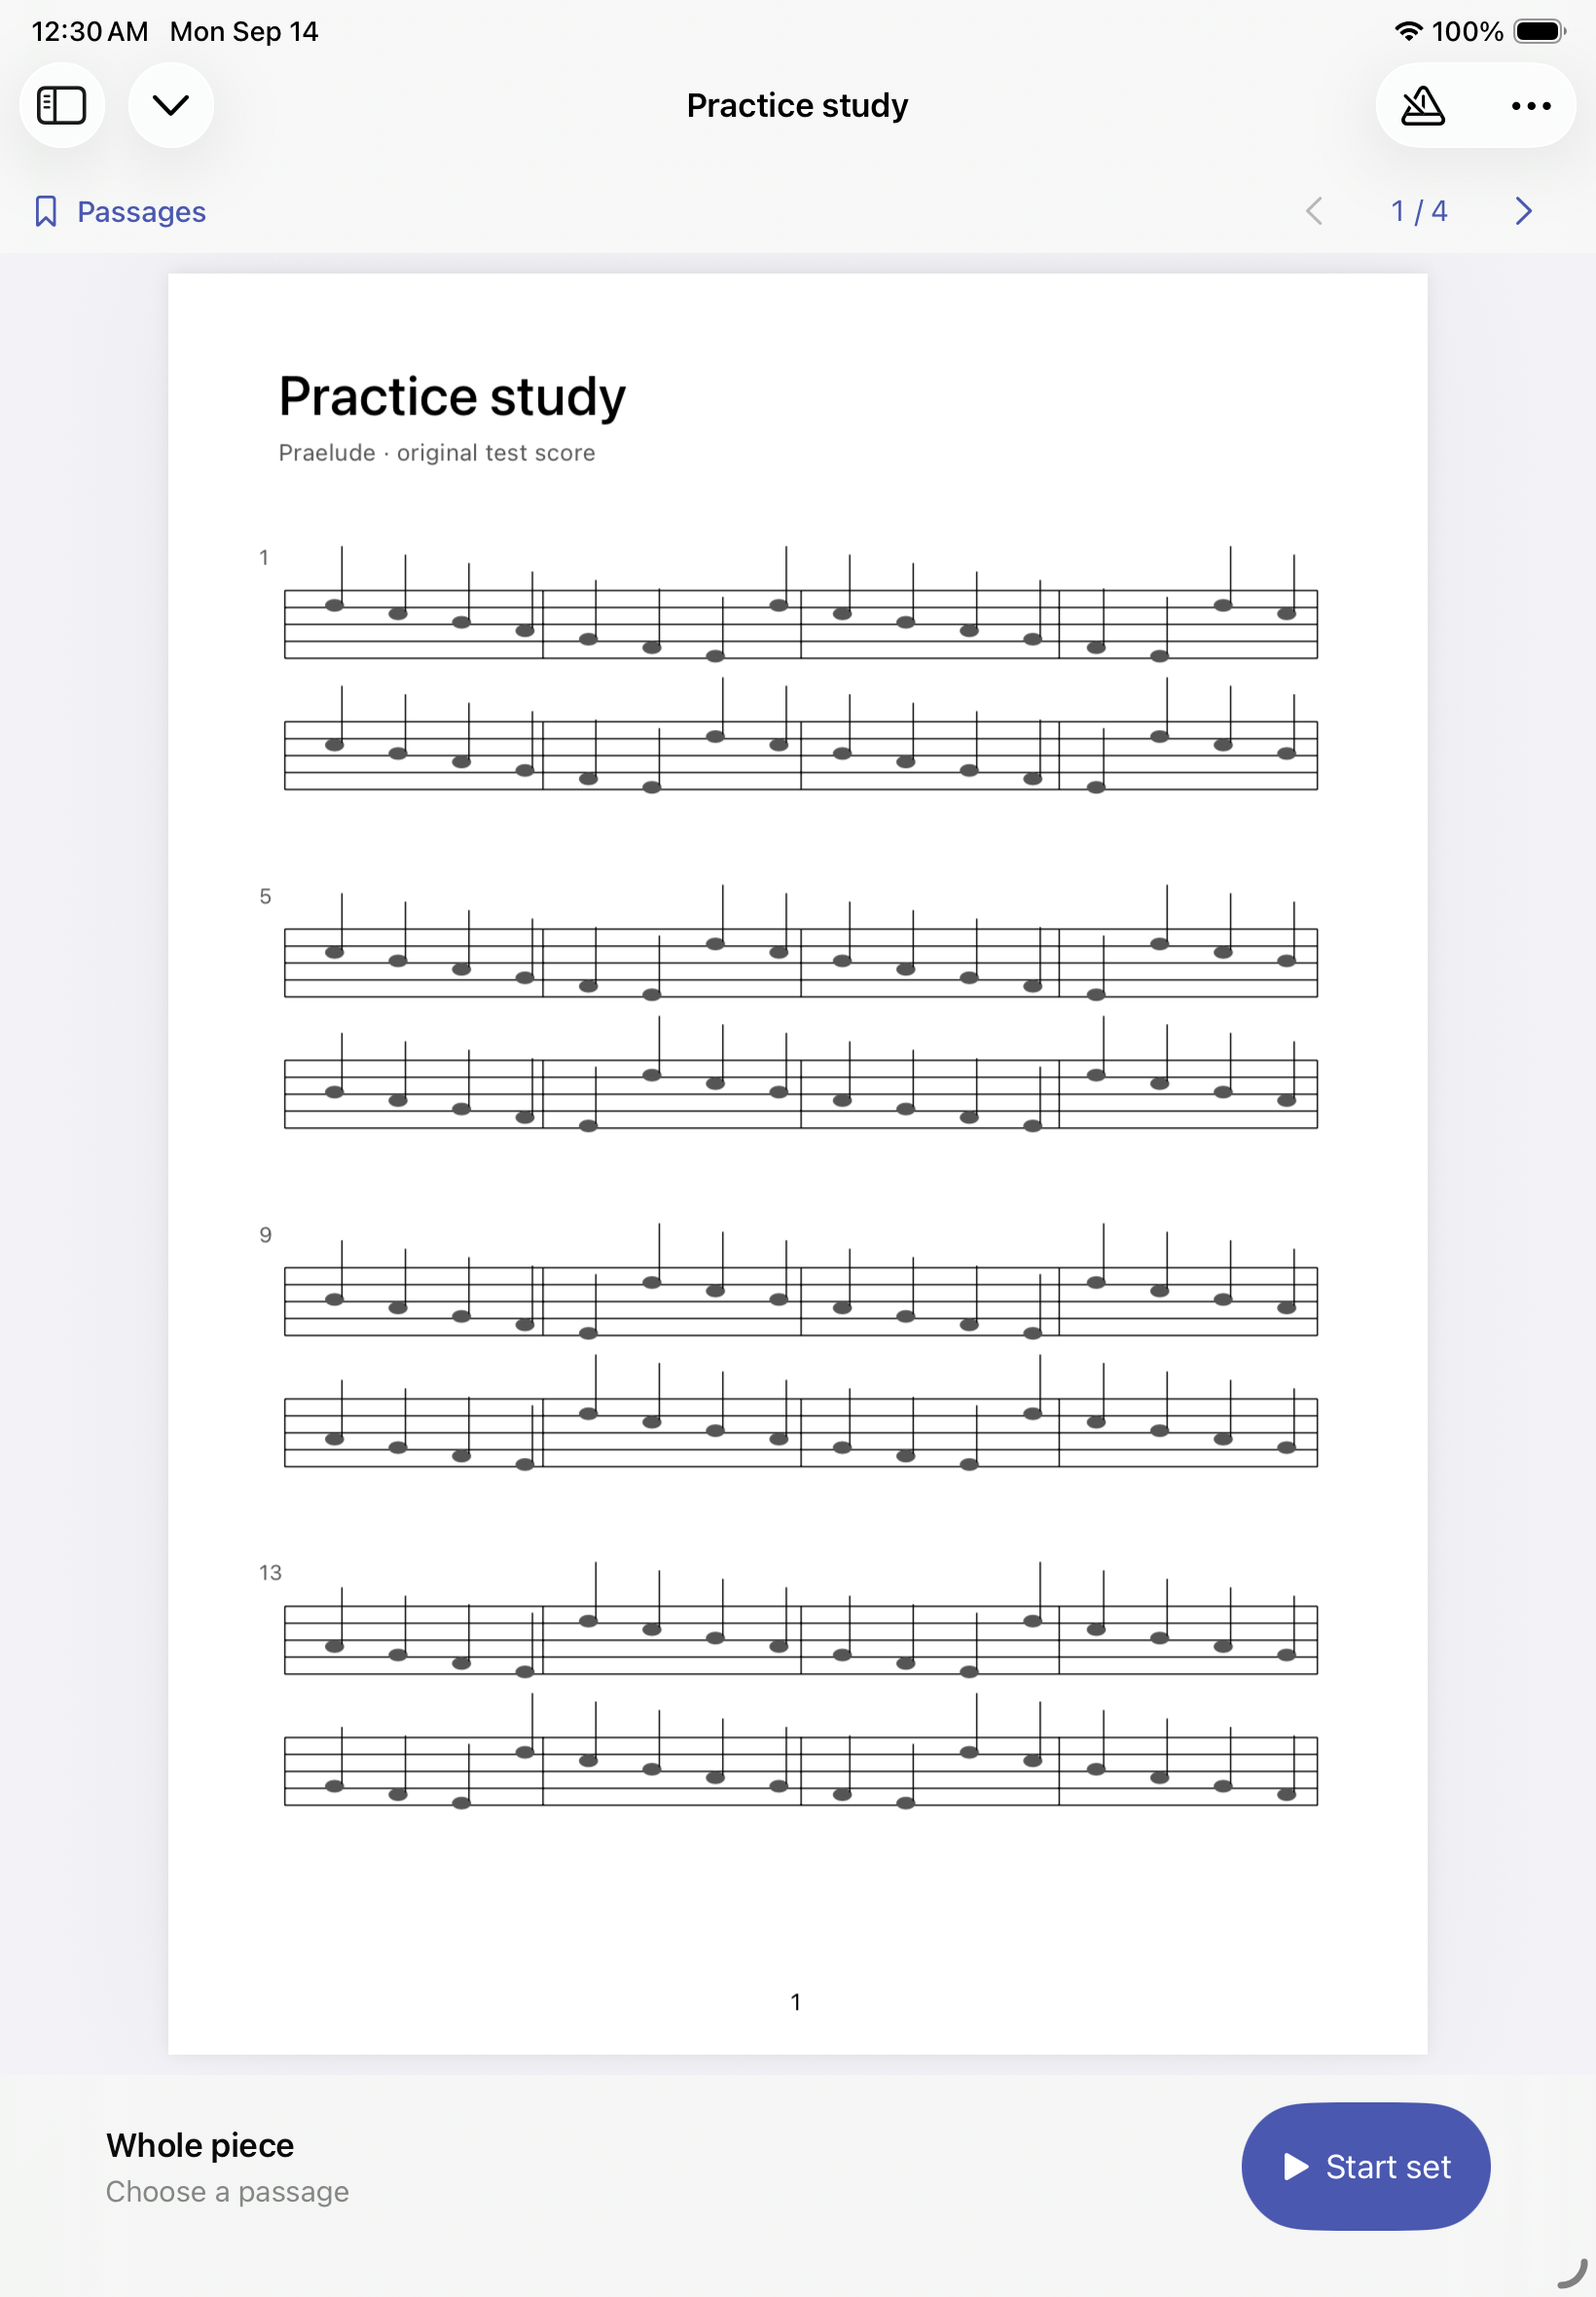 12:30 AM Mon Sep 14 100%
Practice study
Passages 1 / 4
Practice study
Praelude · original test score
1
5
9
13
1
Whole piece
Choose a passage
Start set